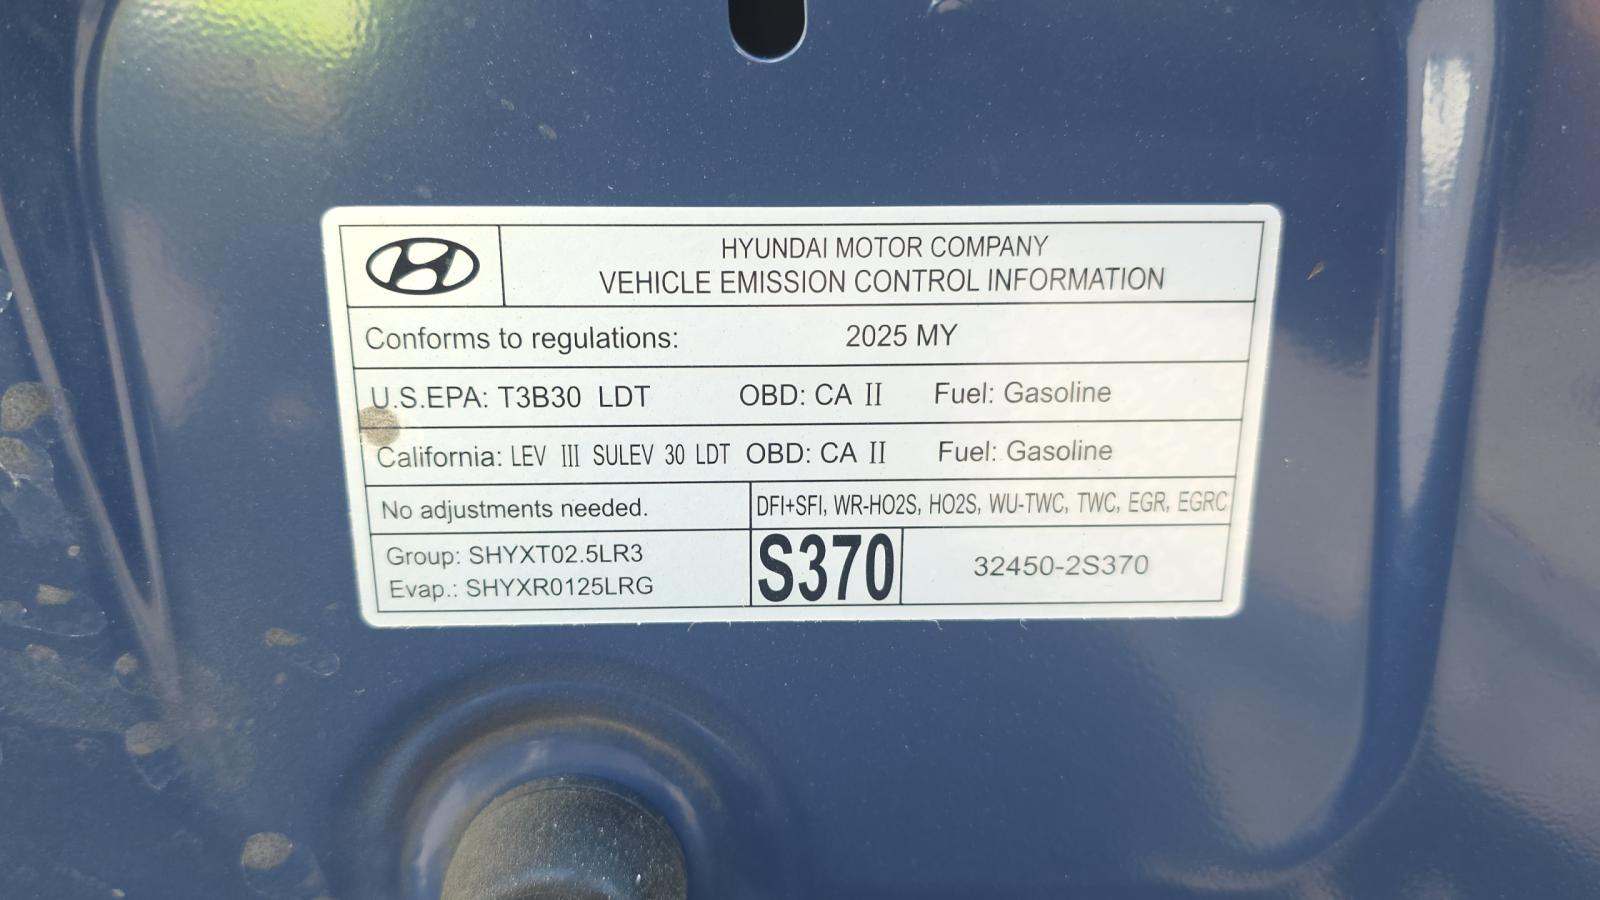 HYUNDAI MOTOR COMPANY
VEHICLE EMISSION CONTROL INFORMATION
Conforms to regulations: 2025 MY
U.S.EPA: T3B30 LDT OBD: CA II Fuel: Gasoline
California: LEV III SULEV 30 LDT OBD: CA II Fuel: Gasoline
No adjustments needed. DFI+SFI, WR-HO2S, HO2S, WU-TWC, TWC, EGR, EGRC
Group: SHYXT02.5LR3
Evap.: SHYXR0125LRG
S370
32450-2S370